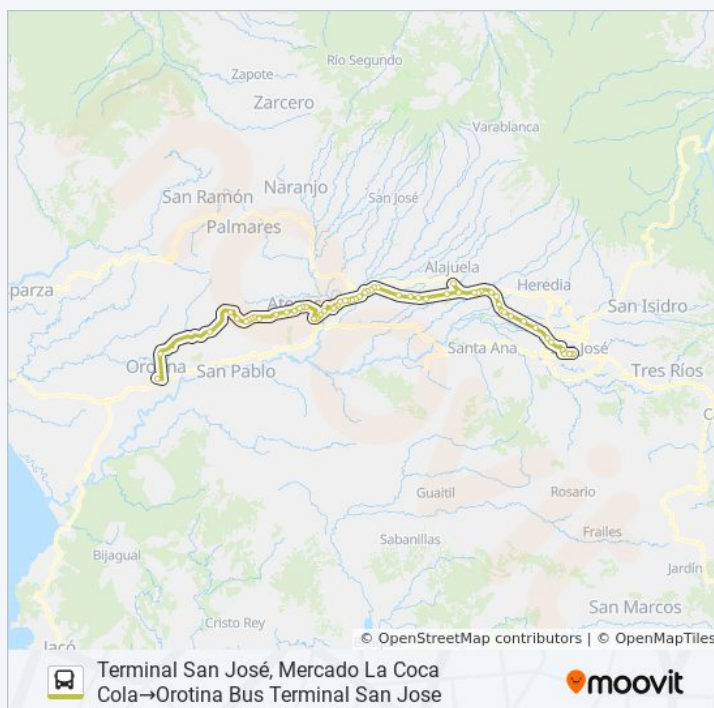 Río Segundo
Zapote
Zarcero
Varablanca
Naranjo
San José
San Ramón
Palmares
Alajuela
Heredia
parza
San Isidro
Orotina
San Pablo
Santa Ana
José
Tres Ríos
Guaitil
Rosario
Frailes
Sabanillas
Bijagual
Jardín
Cristo Rey
San Marcos
Jacó
© OpenStreetMap contributors | © OpenMapTiles
Terminal San José, Mercado La Coca
Cola→Orotina Bus Terminal San Jose
moovit